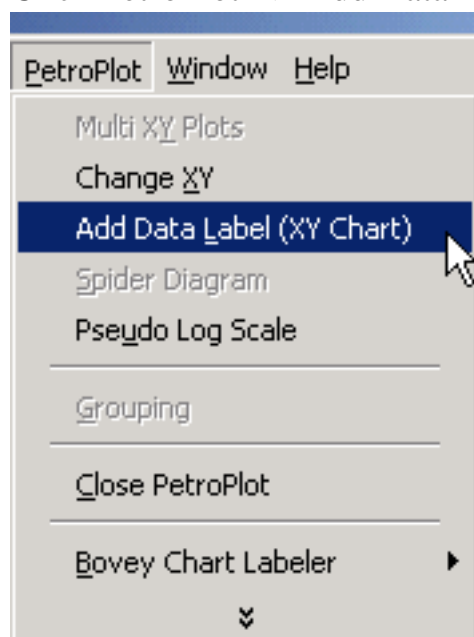 PetroPlot Window Help
Multi XY Plots
Change XY
Add Data Label (XY Chart)
Spider Diagram
Pseudo Log Scale
Grouping
Close PetroPlot
Bovey Chart Labeler